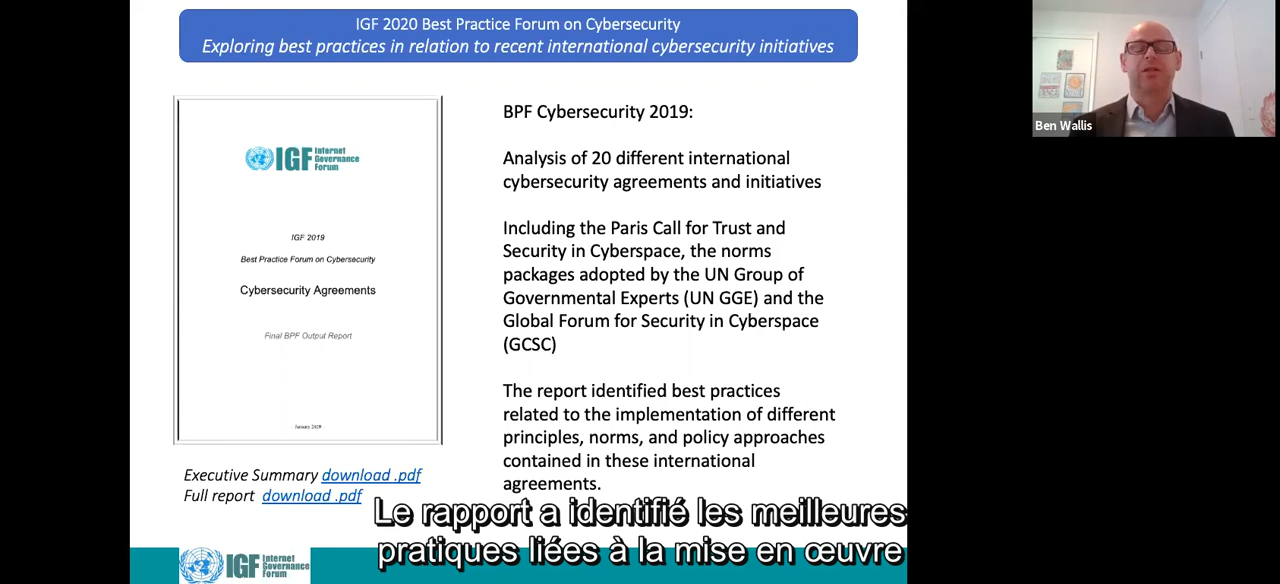 IGF 2020 Best Practice Forum on Cybersecurity
Exploring best practices in relation to recent international cybersecurity initiatives
IGF Internet
Governance
Forum
IGF 2019
Best Practice Forum on Cybersecurity
Cybersecurity Agreements
Final BPF Output Report
Executive Summary download .pdf
Full report download .pdf
BPF Cybersecurity 2019:
Analysis of 20 different international
cybersecurity agreements and initiatives
Including the Paris Call for Trust and
Security in Cyberspace, the norms
packages adopted by the UN Group of
Governmental Experts (UN GGE) and the
Global Forum for Security in Cyberspace
(GCSC)
The report identified best practices
related to the implementation of different
principles, norms, and policy approaches
contained in these international
agreements.
Ben Wallis
Le rapport a identifié les meilleures
pratiques liées à la mise en œuvre
IGF Internet
Governance
Forum